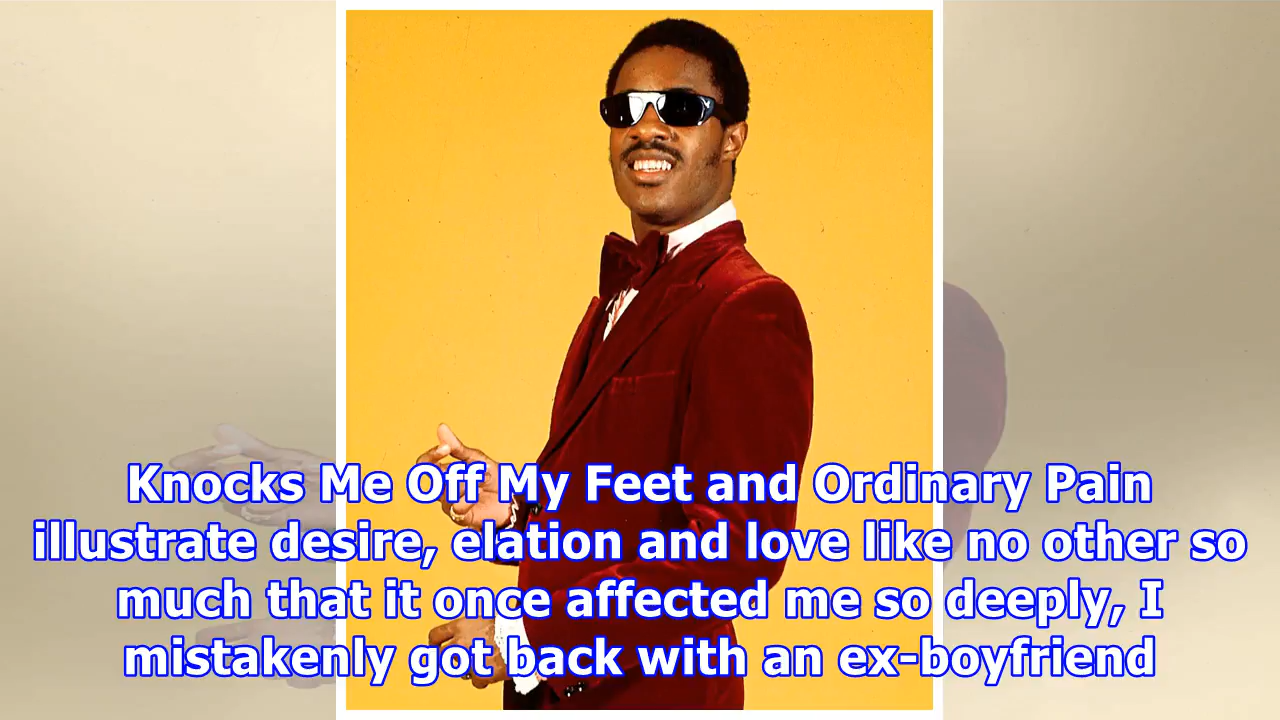 Knocks Me Off My Feet and Ordinary Pain
illustrate desire, elation and love like no other so
much that it once affected me so deeply, I
mistakenly got back with an ex-boyfriend